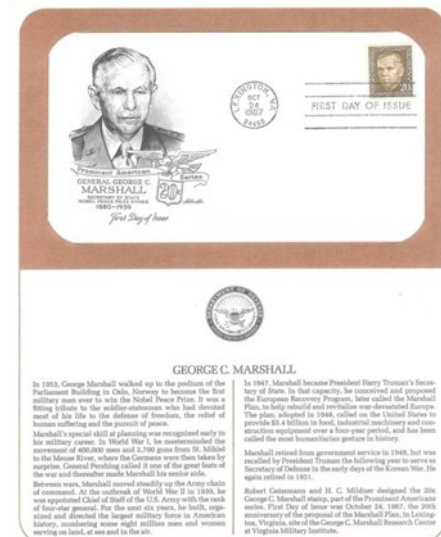 LEXINGTON, VA
OCT
24
1967
24450
FIRST DAY OF ISSUE
20c
Prominent American
Series
GENERAL GEORGE C.
MARSHALL
SECRETARY OF STATE
NOBEL PEACE PRIZE WINNER
1880-1959
20c
First Day of Issue
GEORGE C. MARSHALL
In 1953, George Marshall walked up to the podium of the
Parliament Building in Oslo, Norway to become the first
military man ever to win the Nobel Peace Prize. It was a
fitting tribute to the soldier-statesman who had devoted
most of his life to the defense of freedom, the relief of
human suffering and the pursuit of peace.
Marshall's special skill at planning was recognized early in
his military career. In World War I, he masterminded the
movement of 400,000 men and 2,700 guns from St. Mihiel
to the Meuse River, where the Germans were then taken by
surprise. General Pershing called it one of the great feats of
the war and thereafter made Marshall his senior aide.
Between wars, Marshall moved steadily up the Army chain
of command. At the outbreak of World War II in 1939, he
was appointed Chief of Staff of the U.S. Army with the rank
of four-star general. For the next six years, he built, organ-
ized and directed the largest military force in American
history, numbering some eight million men and women
serving on land, at sea and in the air.
In 1947, Marshall became President Harry Truman's Secre-
tary of State. In that capacity, he conceived and proposed
the European Recovery Program, later called the Marshall
Plan, to help rebuild and revitalize war-devastated Europe.
The plan, adopted in 1948, called on the United States to
provide $5.4 billion in food, industrial machinery and con-
struction equipment over a four-year period, and has been
called the most humanitarian gesture in history.
Marshall retired from government service in 1949, but was
recalled by President Truman the following year to serve as
Secretary of Defense in the early days of the Korean War. He
again retired in 1951.
Robert Geissmann and H. C. Mildner designed the 20c
George C. Marshall stamp, part of the Prominent Americans
series. First Day of Issue was October 24, 1967, the 20th
anniversary of the proposal of the Marshall Plan, in Lexing-
ton, Virginia, site of the George C. Marshall Research Center
at Virginia Military Institute.